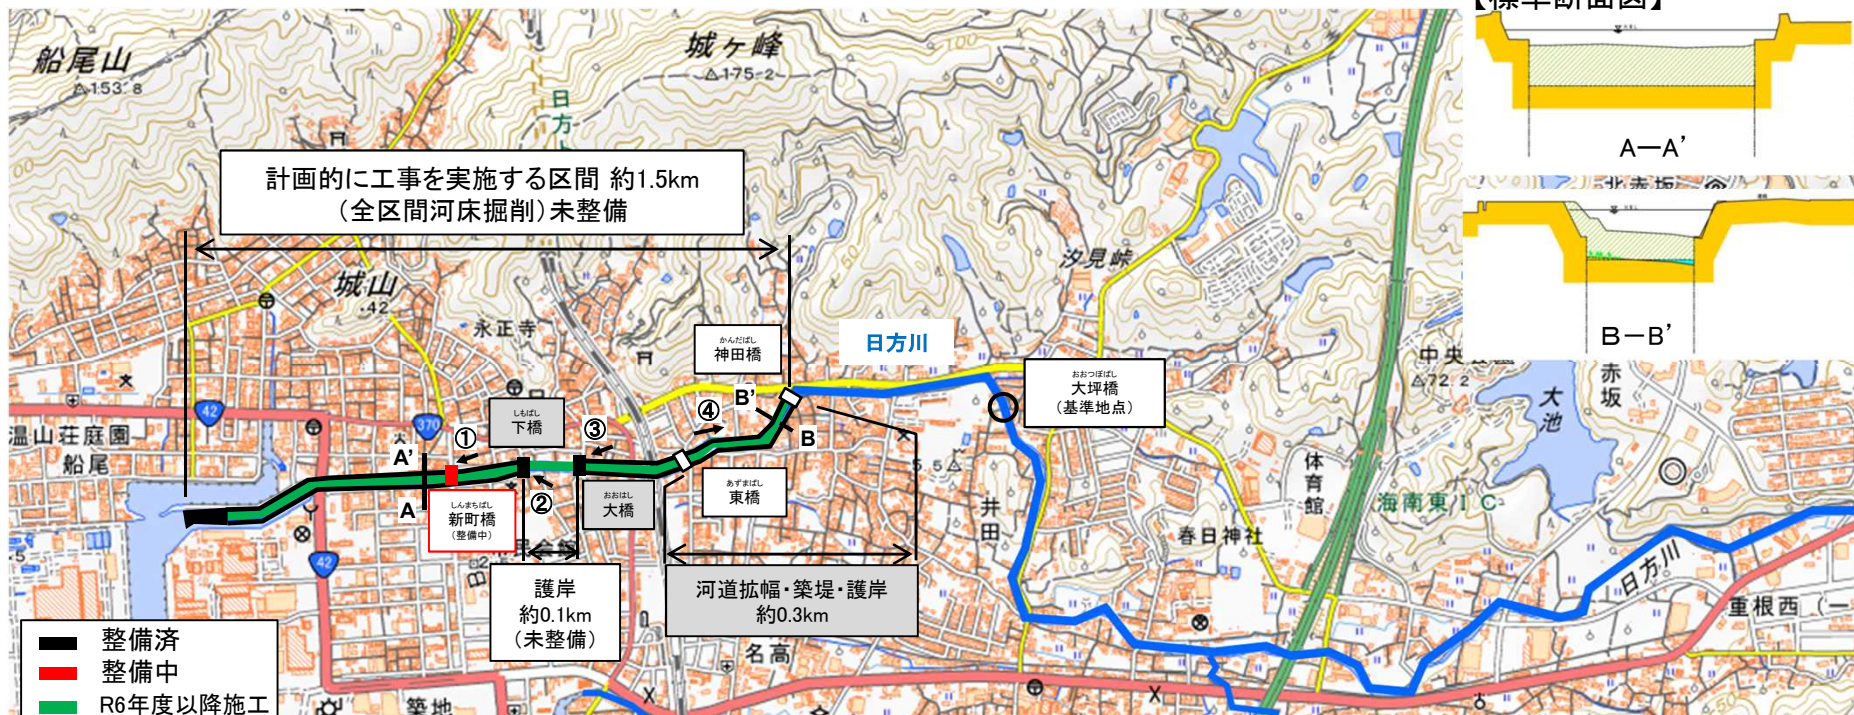 【標準断面図】
船尾山
△153.8
城ヶ峰
△175.2
100
日方
A－A'
計画的に工事を実施する区間 約1.5km
(全区間河床掘削)未整備
北赤坂
B－B'
城山
・42
永正寺
汐見峠
50
かんだばし
神田橋
日方川
おおつぼばし
大坪橋
(基準地点)
中央
△72.2
大池
赤坂
42
370
温山荘庭園
船尾
しもばし
下橋
①
②
③
④
B'
B
A'
A
しんまちばし
新町橋
(整備中)
おおはし
大橋
あずまばし
東橋
5.5△
井田
体育館
海南東IC
春日神社
日方川
重根西(一
42
護岸
約0.1km
(未整備)
河道拡幅・築堤・護岸
約0.3km
名高
築地
整備済
整備中
R6年度以降施工